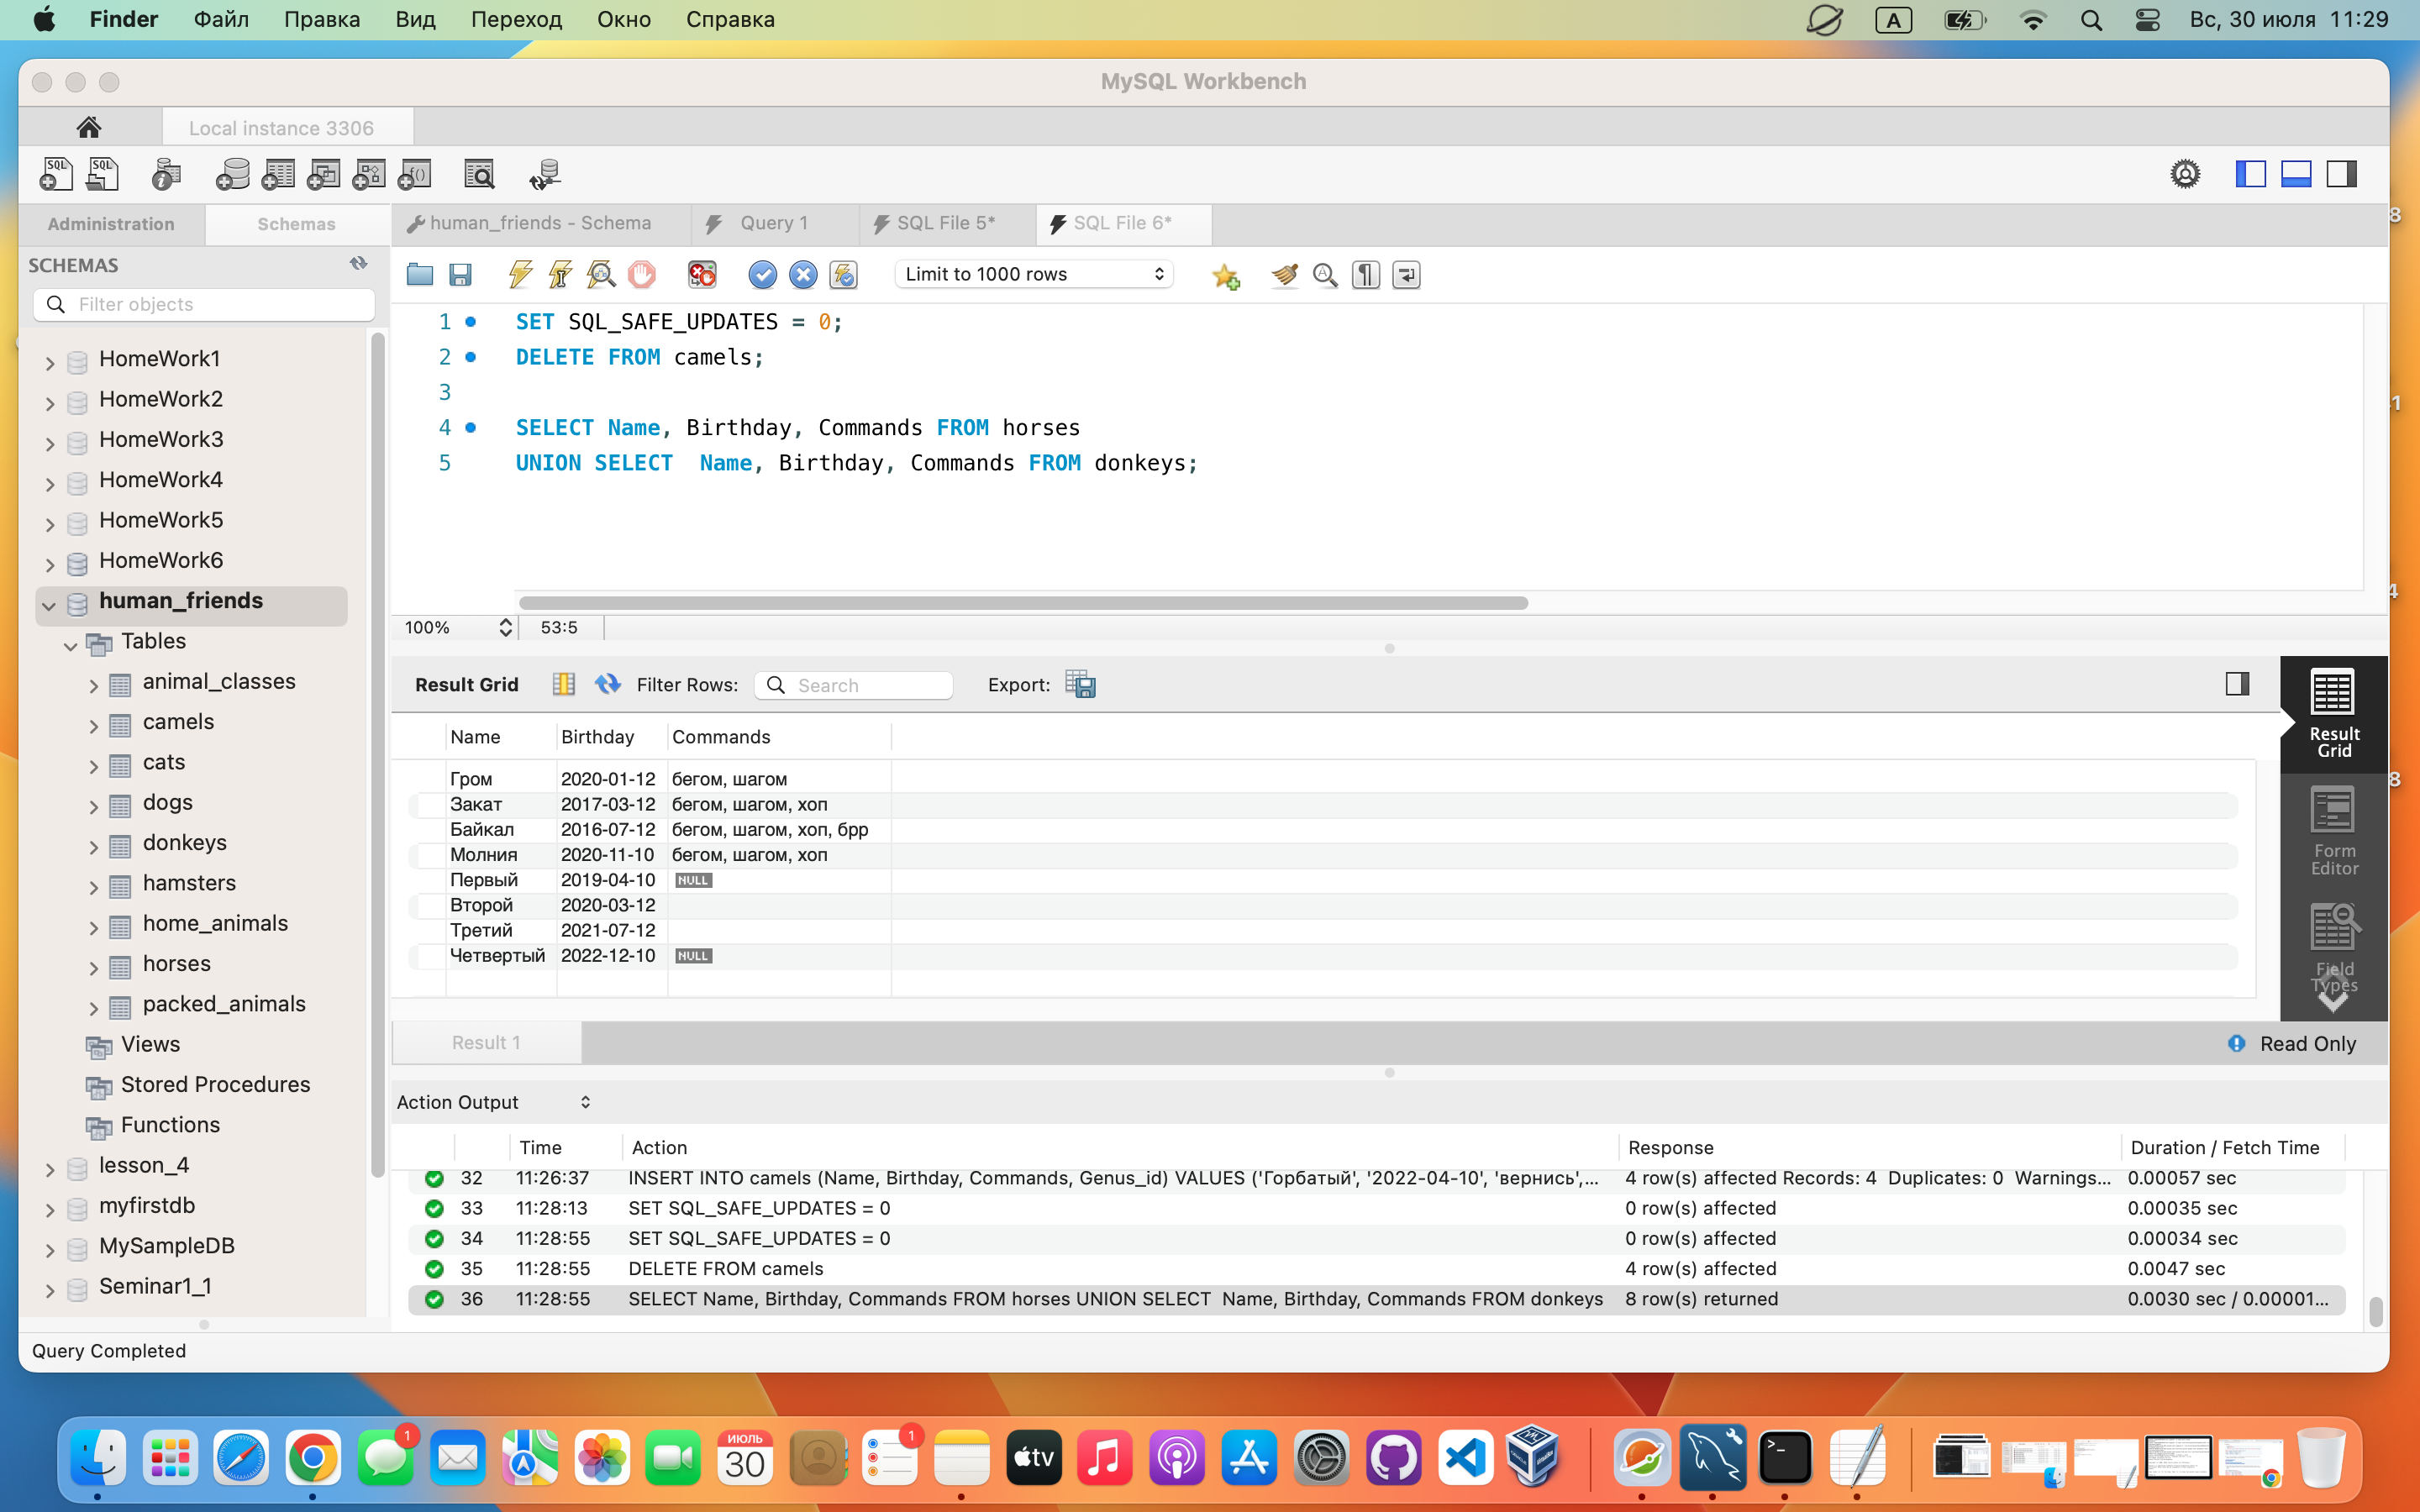 Finder Файл Правка Вид Переход Окно Справка A Вс, 30 июля 11:29
MySQL Workbench
Local instance 3306
Administration Schemas human_friends - Schema Query 1 SQL File 5* SQL File 6*
SCHEMAS
Filter objects
Limit to 1000 rows
HomeWork1
HomeWork2
HomeWork3
HomeWork4
HomeWork5
HomeWork6
human_friends
Tables
animal_classes
camels
cats
dogs
donkeys
hamsters
home_animals
horses
packed_animals
Views
Stored Procedures
Functions
lesson_4
myfirstdb
MySampleDB
Seminar1_1
1 SET SQL_SAFE_UPDATES = 0;
2 DELETE FROM camels;
3
4 SELECT Name, Birthday, Commands FROM horses
5 UNION SELECT  Name, Birthday, Commands FROM donkeys;
100% 53:5
Result Grid Filter Rows: Search Export:
Name Birthday Commands
Гром 2020-01-12 бегом, шагом
Закат 2017-03-12 бегом, шагом, хоп
Байкал 2016-07-12 бегом, шагом, хоп, брр
Молния 2020-11-10 бегом, шагом, хоп
Первый 2019-04-10 NULL
Второй 2020-03-12
Третий 2021-07-12
Четвертый 2022-12-10 NULL
Result
Grid
Form
Editor
Field
Types
Result 1 Read Only
Action Output
Time Action Response Duration / Fetch Time
32 11:26:37 INSERT INTO camels (Name, Birthday, Commands, Genus_id) VALUES ('Горбатый', '2022-04-10', 'вернись',... 4 row(s) affected Records: 4  Duplicates: 0  Warnings... 0.00057 sec
33 11:28:13 SET SQL_SAFE_UPDATES = 0 0 row(s) affected 0.00035 sec
34 11:28:55 SET SQL_SAFE_UPDATES = 0 0 row(s) affected 0.00034 sec
35 11:28:55 DELETE FROM camels 4 row(s) affected 0.0047 sec
36 11:28:55 SELECT Name, Birthday, Commands FROM horses UNION SELECT  Name, Birthday, Commands FROM donkeys 8 row(s) returned 0.0030 sec / 0.00001...
Query Completed
1
ИЮЛЬ
30
1
tv